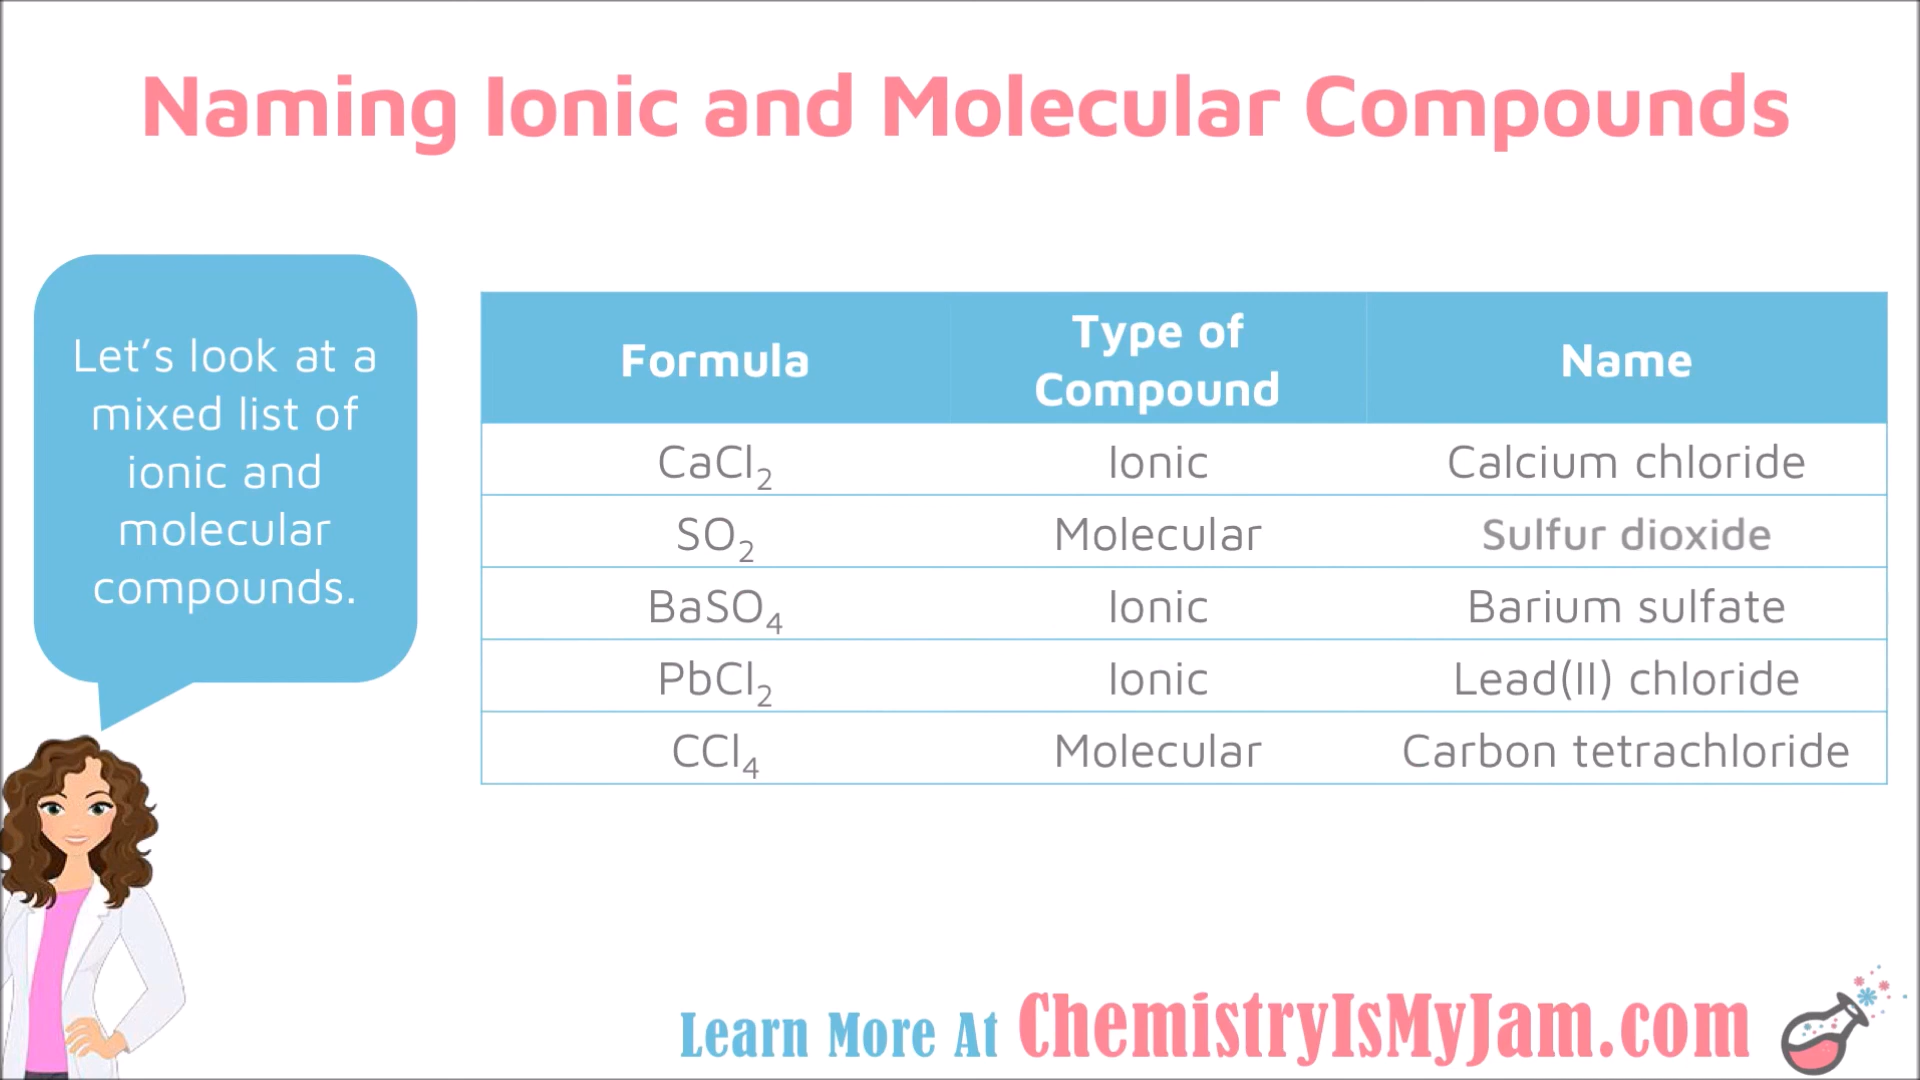 Naming Ionic and Molecular Compounds
Let’s look at a
mixed list of
ionic and
molecular
compounds.
Formula Type of Compound Name
CaCl₂ Ionic Calcium chloride
SO₂ Molecular Sulfur dioxide
BaSO₄ Ionic Barium sulfate
PbCl₂ Ionic Lead(II) chloride
CCl₄ Molecular Carbon tetrachloride
Learn More At ChemistryIsMyJam.com